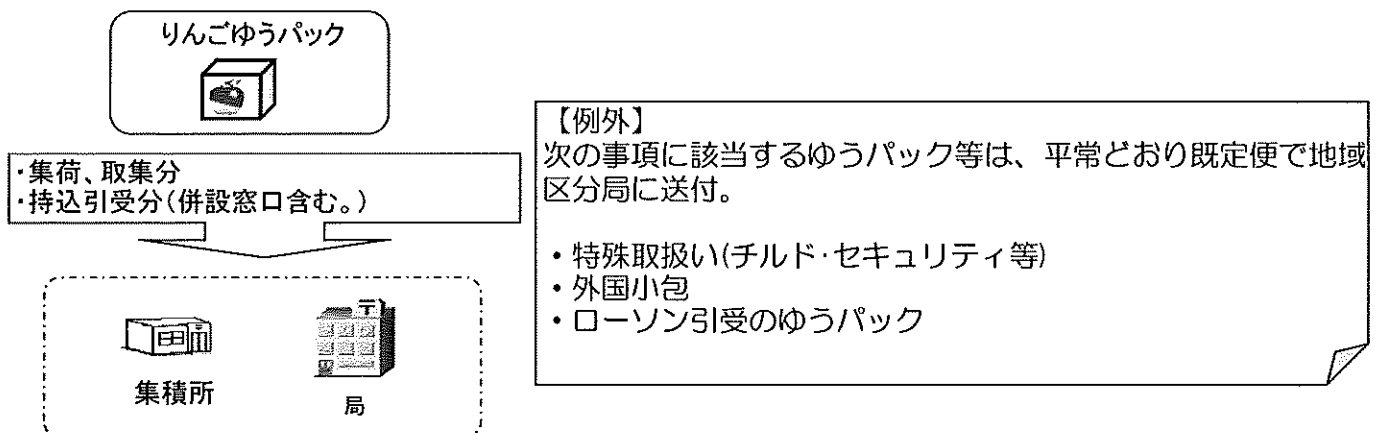 りんごゆうパック
・集荷、取集分
・持込引受分(併設窓口含む。)
集積所
局
【例外】
次の事項に該当するゆうパック等は、平常どおり既定便で地域
区分局に送付。
・特殊取扱い(チルド・セキュリティ等)
・外国小包
・ローソン引受のゆうパック